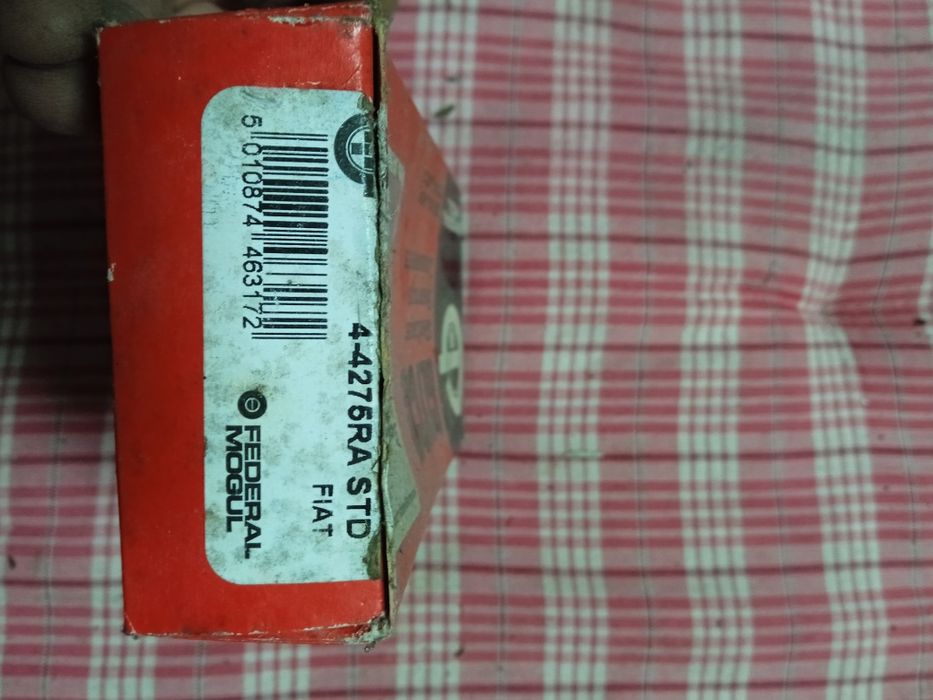 5 010874 463172
4-4275RA STD
FIAT
FEDERAL
MOGUL